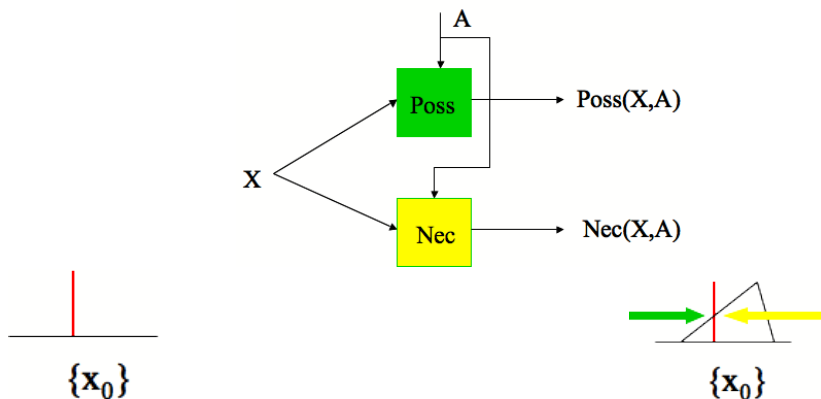 A
Poss
Poss(X,A)
X
Nec
Nec(X,A)
{x₀}
{x₀}